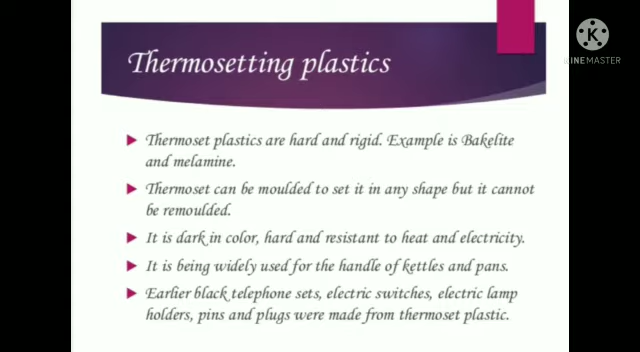 Thermosetting plastics
K
KINEMASTER
Thermoset plastics are hard and rigid. Example is Bakelite
and melamine.
Thermoset can be moulded to set it in any shape but it cannot
be remoulded.
It is dark in color, hard and resistant to heat and electricity.
It is being widely used for the handle of kettles and pans.
Earlier black telephone sets, electric switches, electric lamp
holders, pins and plugs were made from thermoset plastic.